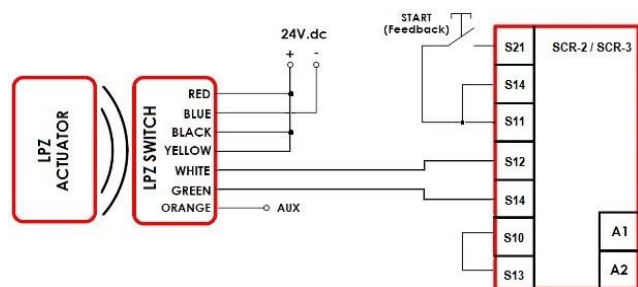 START
(Feedback)
24V.dc
+ -
LPZ
ACTUATOR
LPZ SWITCH
RED
BLUE
BLACK
YELLOW
WHITE
GREEN
ORANGE
AUX
SCR-2 / SCR-3
S21
S14
S11
S12
S14
S10
S13
A1
A2